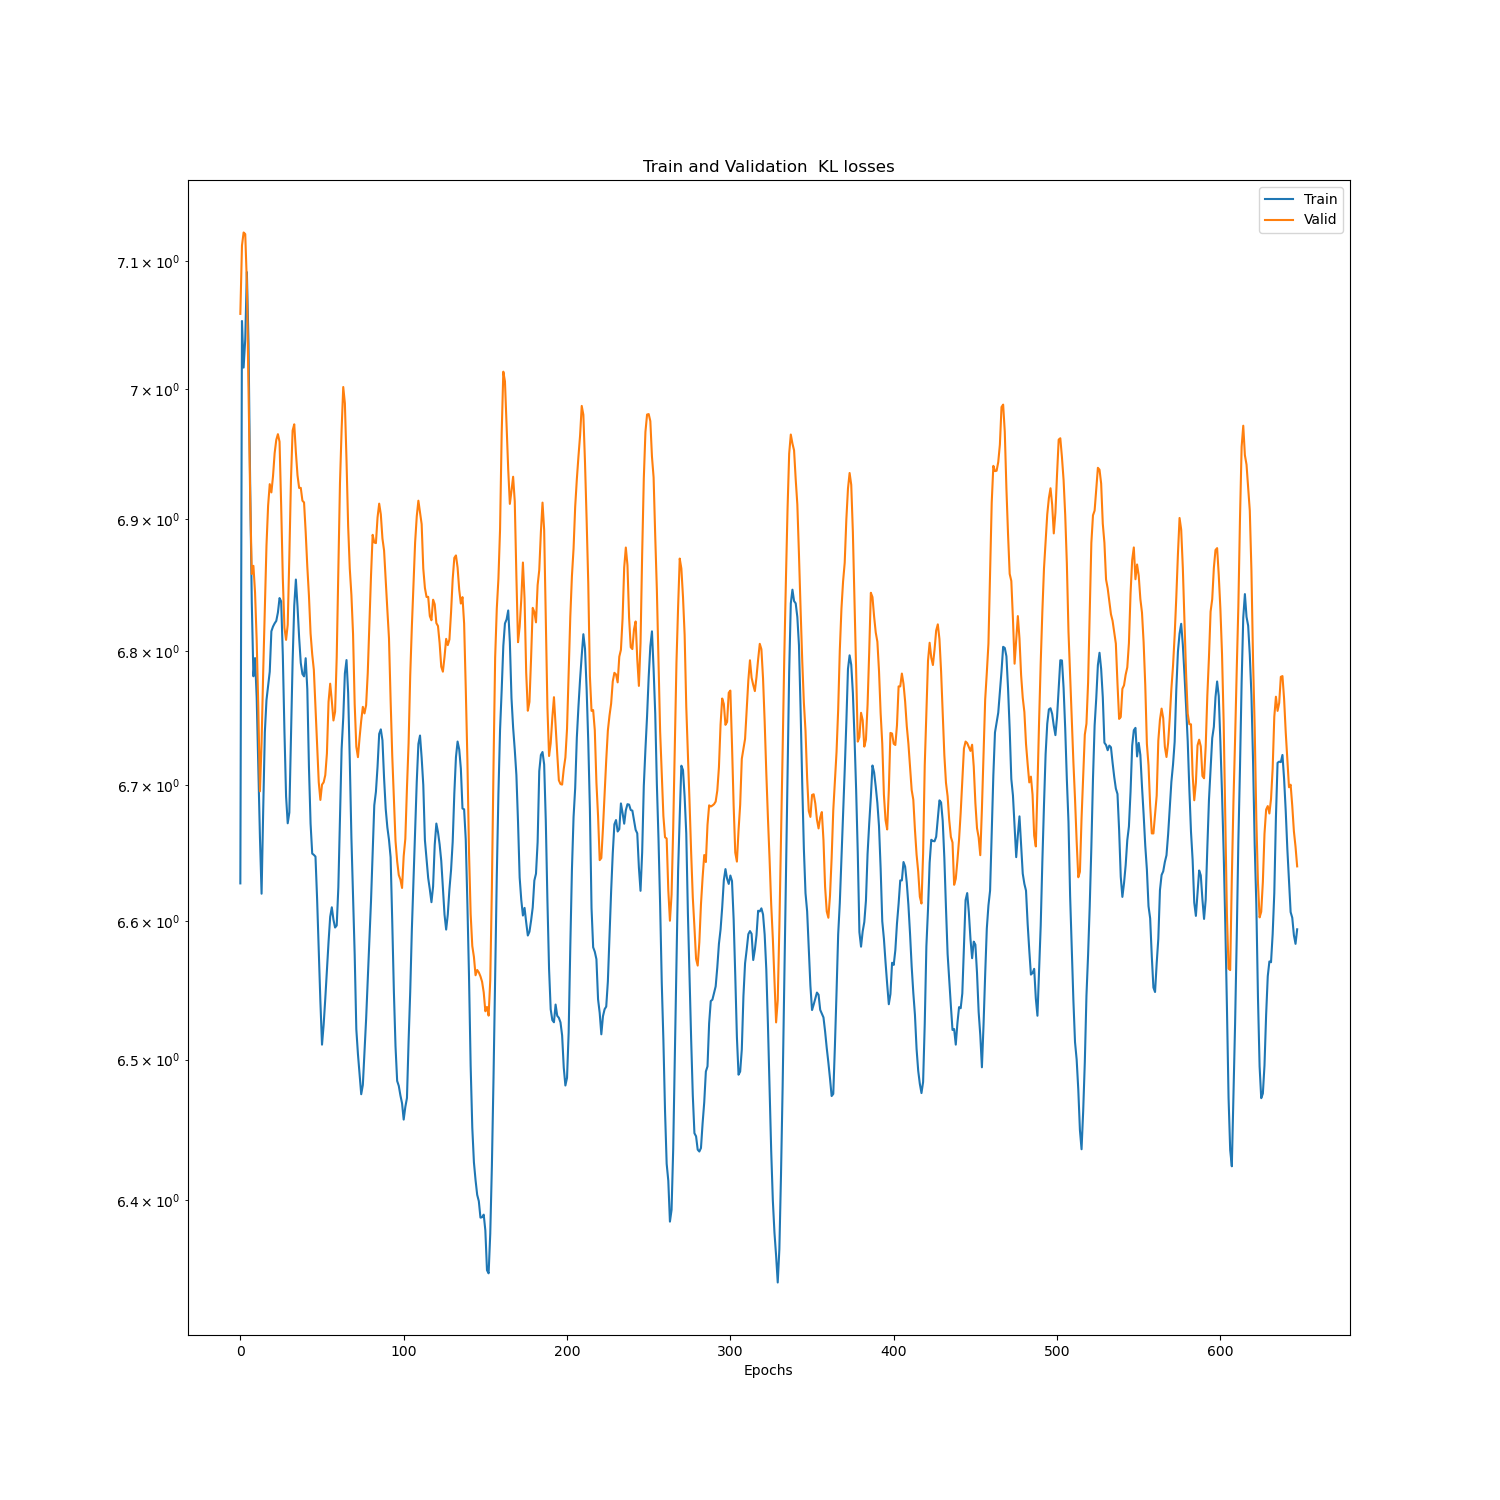 Train and Validation  KL losses
Train
Valid
7.1 × 10⁰
7 × 10⁰
6.9 × 10⁰
6.8 × 10⁰
6.7 × 10⁰
6.6 × 10⁰
6.5 × 10⁰
6.4 × 10⁰
0 100 200 300 400 500 600
Epochs